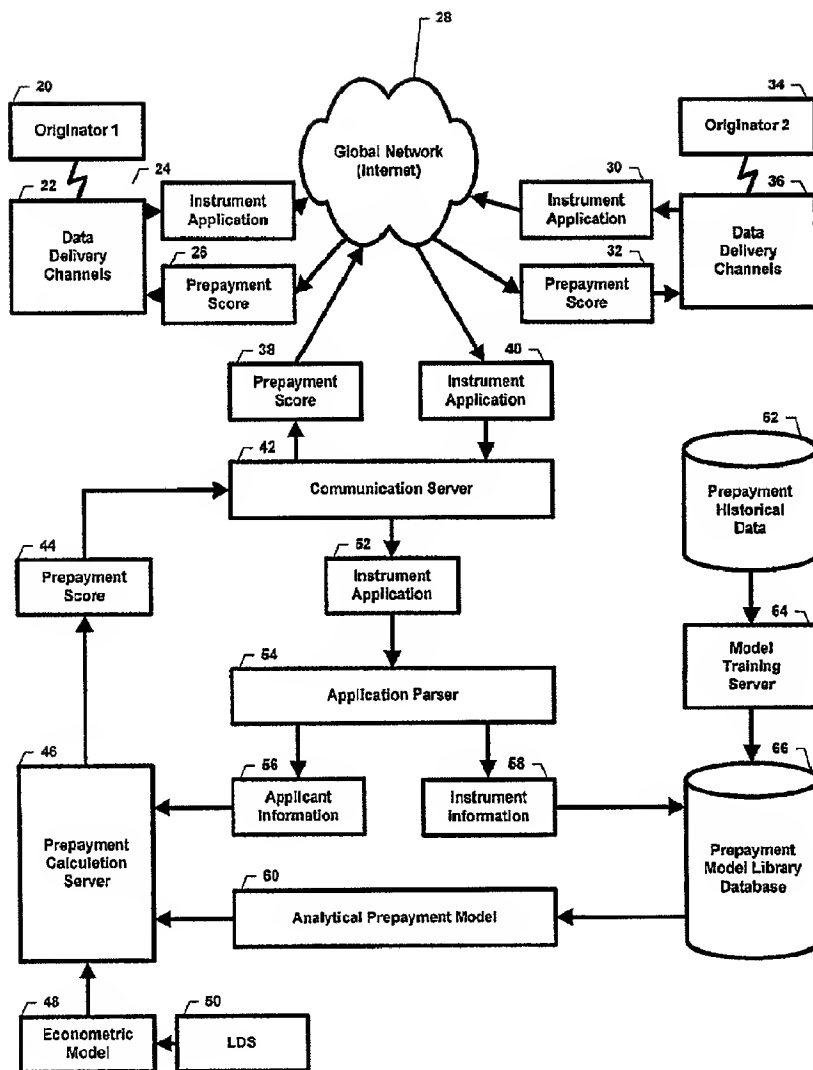 28
20
34
Originator 1
Originator 2
Global Network
(Internet)
24
30
22
36
Instrument
Application
Instrument
Application
Data
Delivery
Channels
Data
Delivery
Channels
26
32
Prepayment
Score
Prepayment
Score
38
40
Prepayment
Score
Instrument
Application
62
42
Communication Server
Prepayment
Historical
Data
44
52
Prepayment
Score
Instrument
Application
64
Model
Training
Server
54
Application Parser
46
56
58
66
Applicant
Information
Instrument
Information
Prepayment
Calculation
Server
Prepayment
Model Library
Database
60
Analytical Prepayment Model
48
50
Econometric
Model
LDS